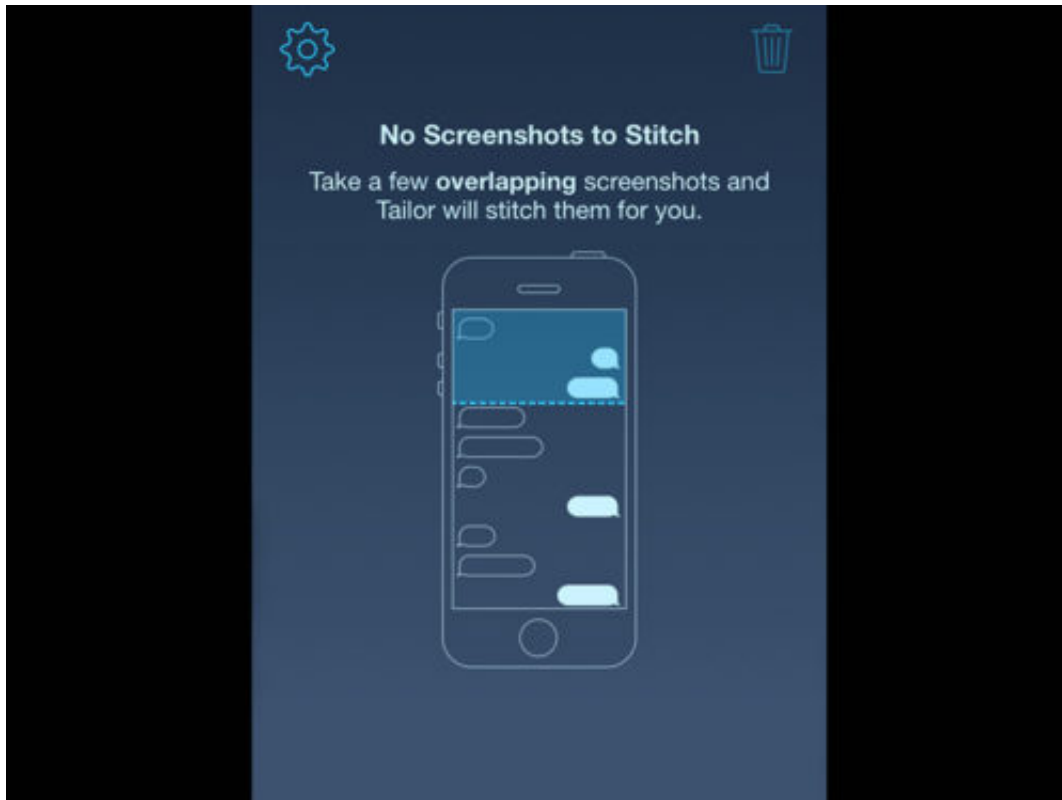 No Screenshots to Stitch
Take a few overlapping screenshots and
Tailor will stitch them for you.